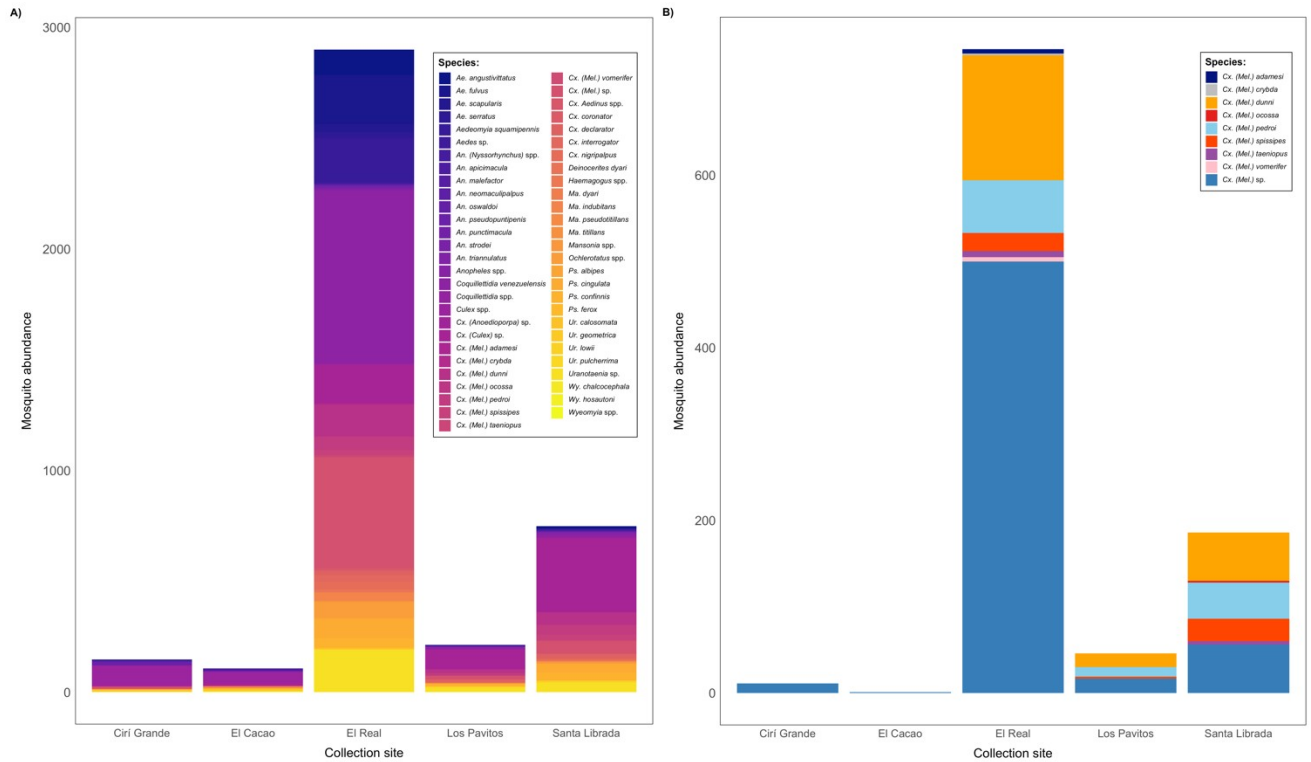 A)
3000
2000
1000
0
Mosquito abundance
Species:
Ae. angustivittatus
Ae. fulvus
Ae. scapularis
Ae. serratus
Aedeomyia squamipennis
Aedes sp.
An. (Nyssorhynchus) spp.
An. apicimacula
An. malefactor
An. neomaculipalpus
An. oswaldoi
An. pseudopuntipenis
An. punctimacula
An. strodei
An. triannulatus
Anopheles spp.
Coquillettidia venezuelensis
Coquillettidia spp.
Culex spp.
Cx. (Anoedioporpa) sp.
Cx. (Culex) sp.
Cx. (Mel.) adamesi
Cx. (Mel.) crybda
Cx. (Mel.) dunni
Cx. (Mel.) ocossa
Cx. (Mel.) pedroi
Cx. (Mel.) spissipes
Cx. (Mel.) taeniopus
Cx. (Mel.) vomerifer
Cx. (Mel.) sp.
Cx. Aedinus spp.
Cx. coronator
Cx. declarator
Cx. interrogator
Cx. nigripalpus
Deinocerites dyari
Haemagogus spp.
Ma. dyari
Ma. indubitans
Ma. pseudotitillans
Ma. titillans
Mansonia spp.
Ochlerotatus spp.
Ps. albipes
Ps. cingulata
Ps. confinnis
Ps. ferox
Ur. calosomata
Ur. geometrica
Ur. lowii
Ur. pulcherrima
Uranotaenia sp.
Wy. chalcocephala
Wy. hosautoni
Wyeomyia spp.
Cirí Grande
El Cacao
El Real
Los Pavitos
Santa Librada
Collection site
B)
600
400
200
0
Mosquito abundance
Species:
Cx. (Mel.) adamesi
Cx. (Mel.) crybda
Cx. (Mel.) dunni
Cx. (Mel.) ocossa
Cx. (Mel.) pedroi
Cx. (Mel.) spissipes
Cx. (Mel.) taeniopus
Cx. (Mel.) vomerifer
Cx. (Mel.) sp.
Cirí Grande
El Cacao
El Real
Los Pavitos
Santa Librada
Collection site